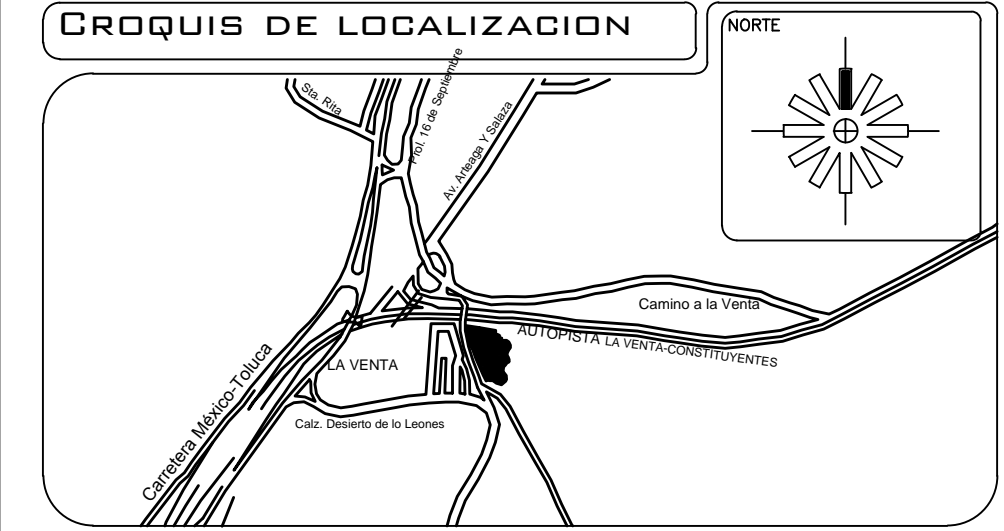 CROQUIS DE LOCALIZACION
NORTE
Sta. Rita
Prol. 16 de Septiembre
Av. Arteaga Y Salaza
Camino a la Venta
AUTOPISTA LA VENTA-CONSTITUYENTES
LA VENTA
Carretera México-Toluca
Calz. Desierto de lo Leones